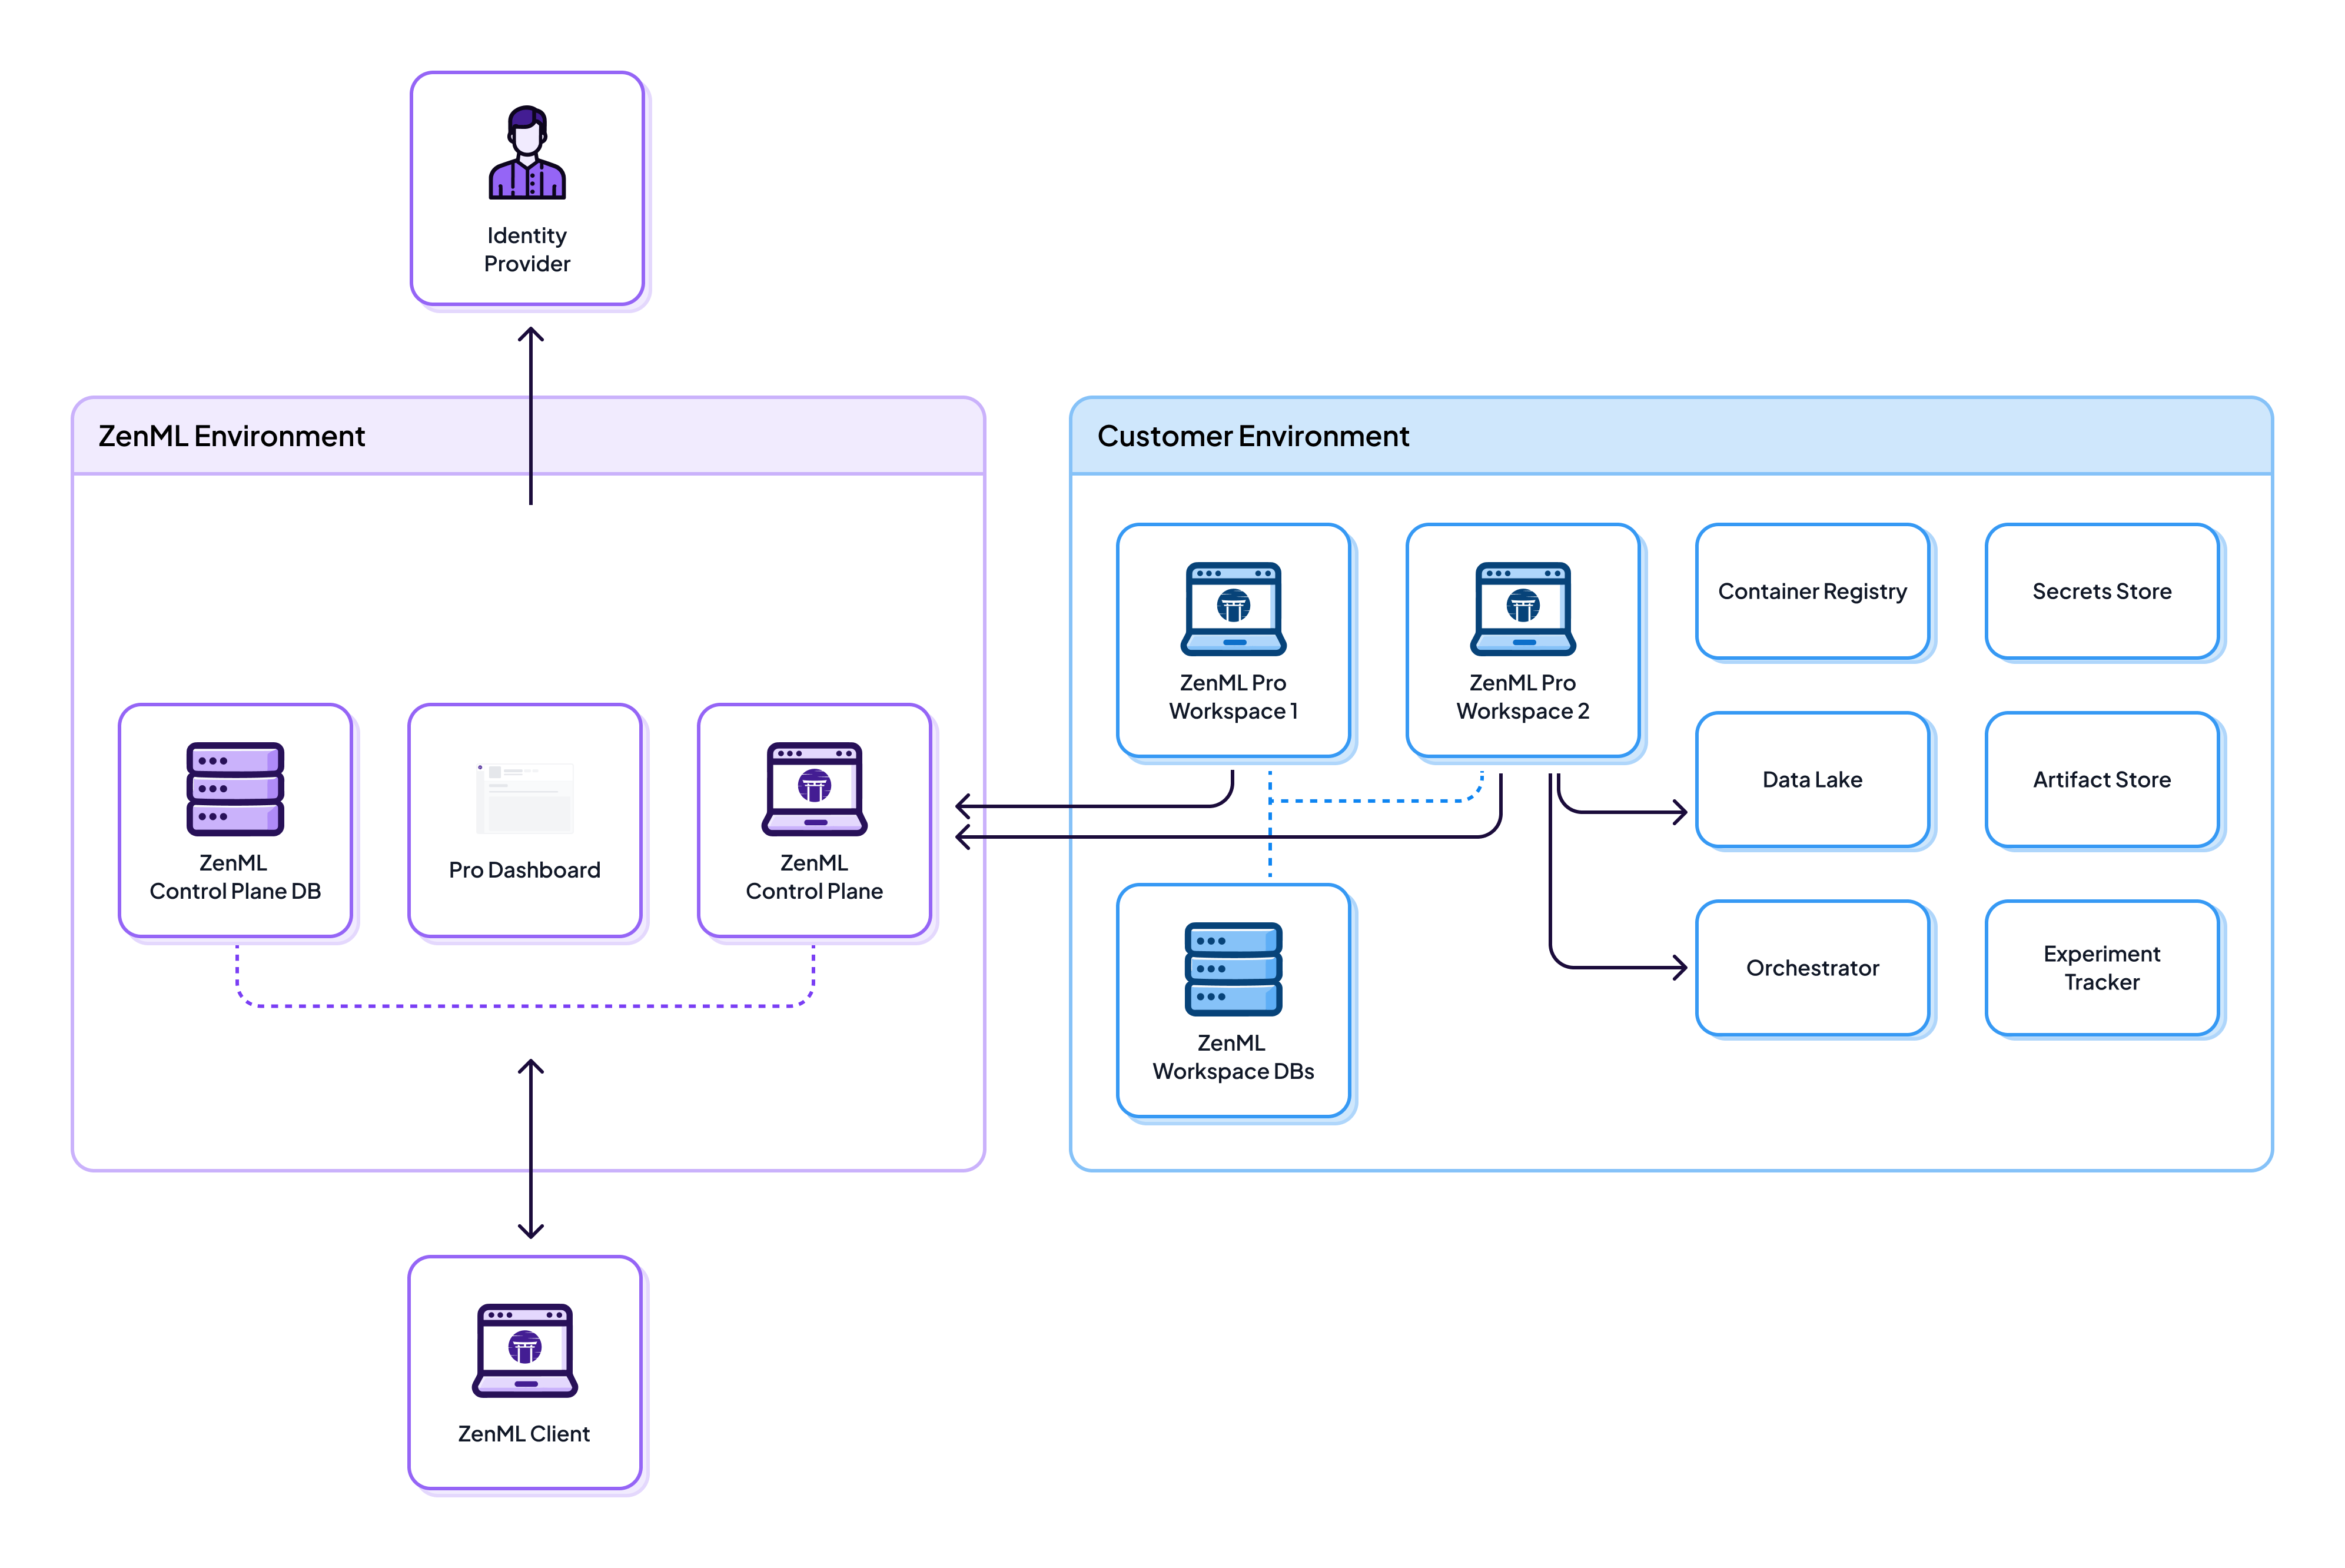 Identity
Provider
ZenML Environment
ZenML
Control Plane DB
Pro Dashboard
ZenML
Control Plane
ZenML Client
Customer Environment
ZenML Pro
Workspace 1
ZenML Pro
Workspace 2
Container Registry
Secrets Store
Data Lake
Artifact Store
Orchestrator
Experiment
Tracker
ZenML
Workspace DBs